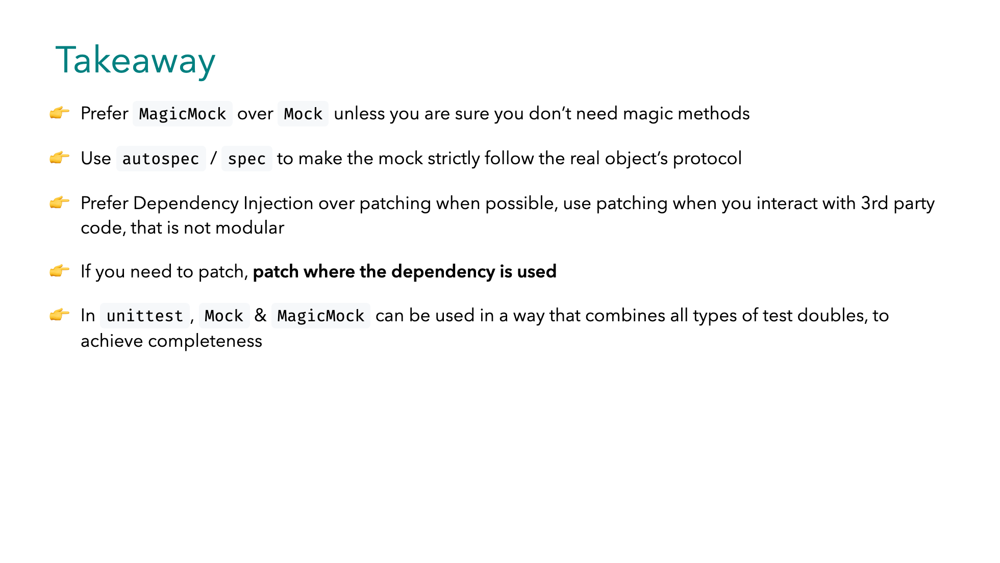 Takeaway
👉 Prefer MagicMock over Mock unless you are sure you don’t need magic methods
👉 Use autospec / spec to make the mock strictly follow the real object’s protocol
👉 Prefer Dependency Injection over patching when possible, use patching when you interact with 3rd party
code, that is not modular
👉 If you need to patch, patch where the dependency is used
👉 In unittest, Mock & MagicMock can be used in a way that combines all types of test doubles, to
achieve completeness